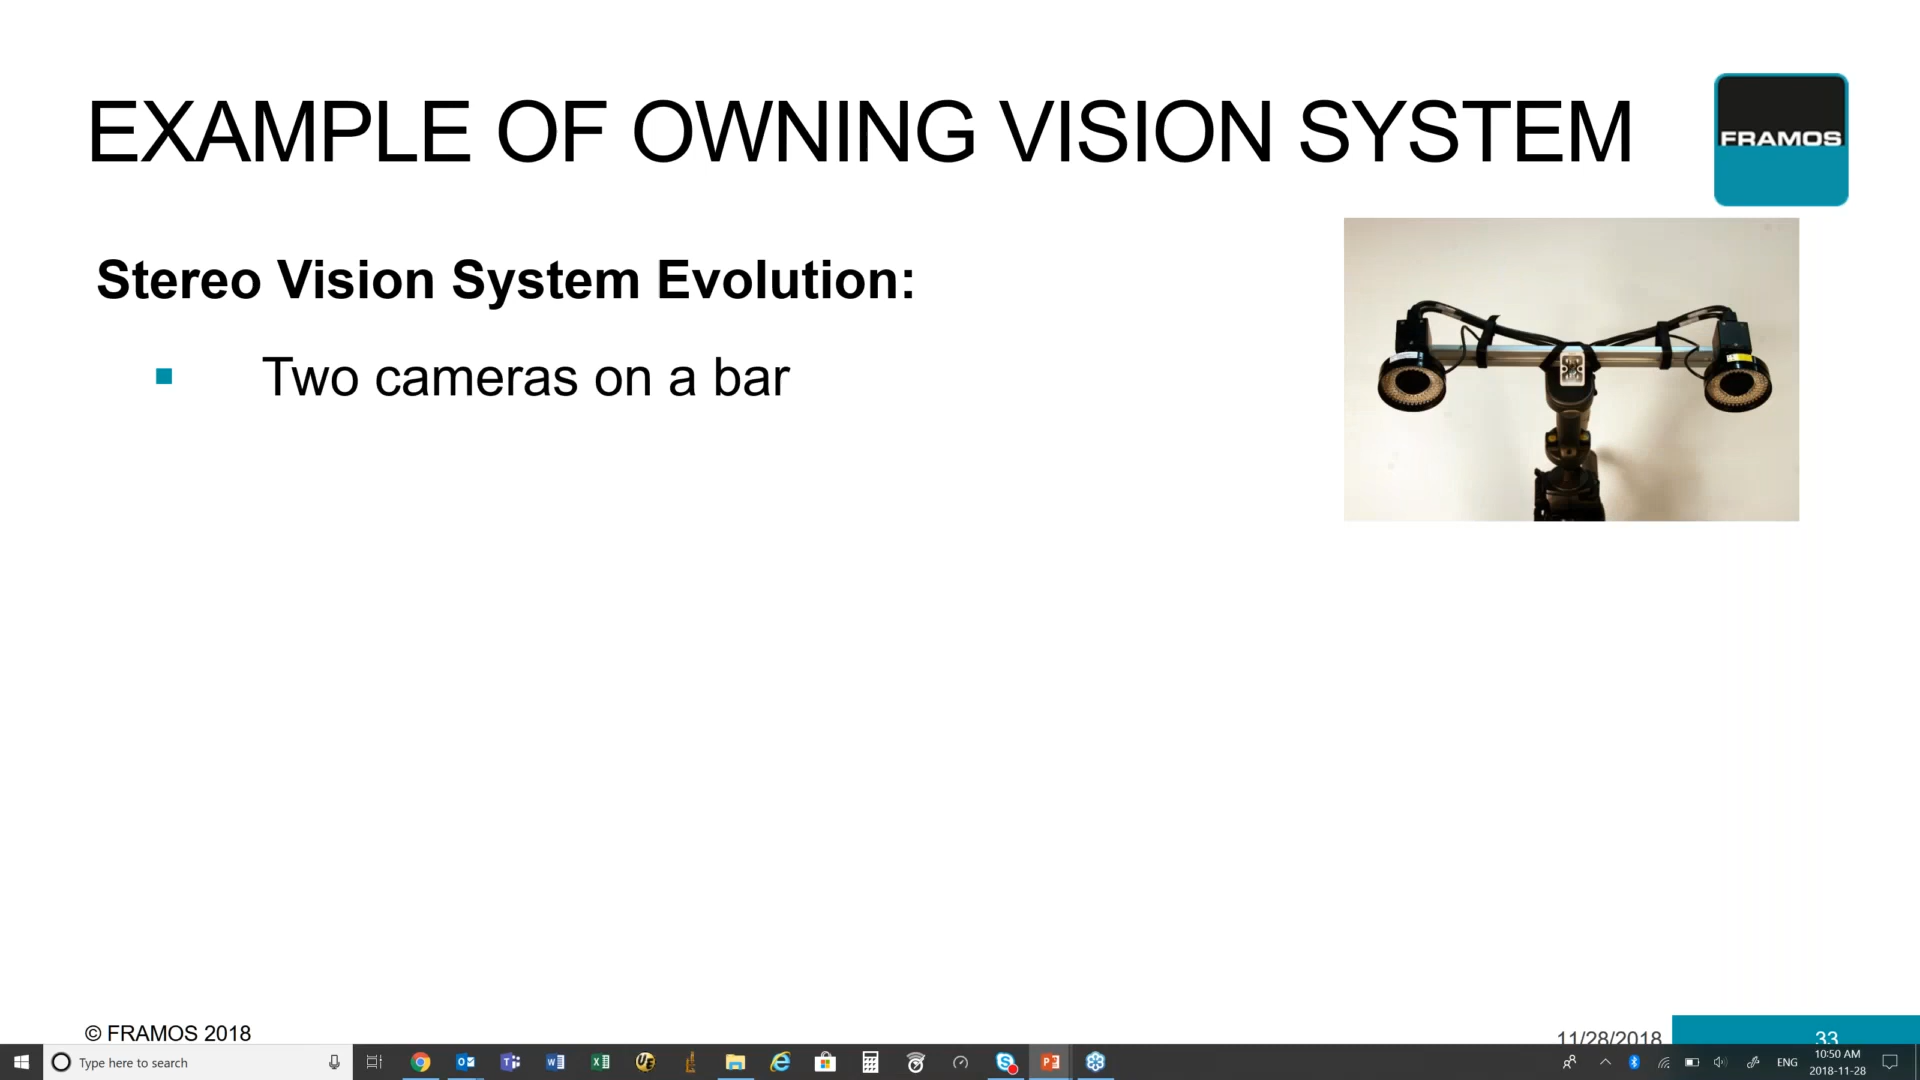 EXAMPLE OF OWNING VISION SYSTEM
FRAMOS
Stereo Vision System Evolution:
Two cameras on a bar
© FRAMOS 2018
11/28/2018
33
Type here to search
ENG
10:50 AM
2018-11-28